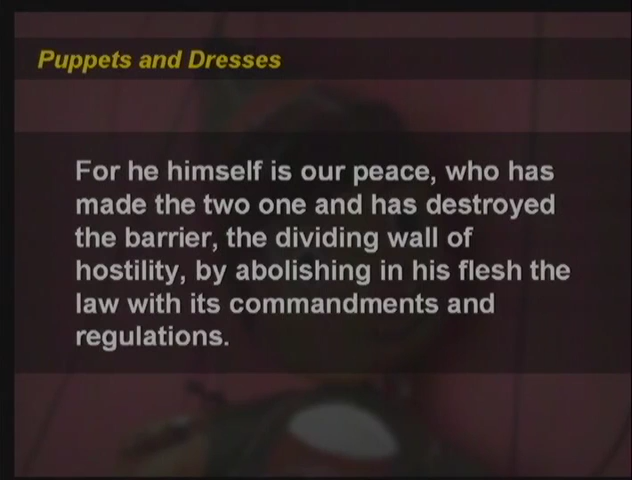 Puppets and Dresses
For he himself is our peace, who has
made the two one and has destroyed
the barrier, the dividing wall of
hostility, by abolishing in his flesh the
law with its commandments and
regulations.